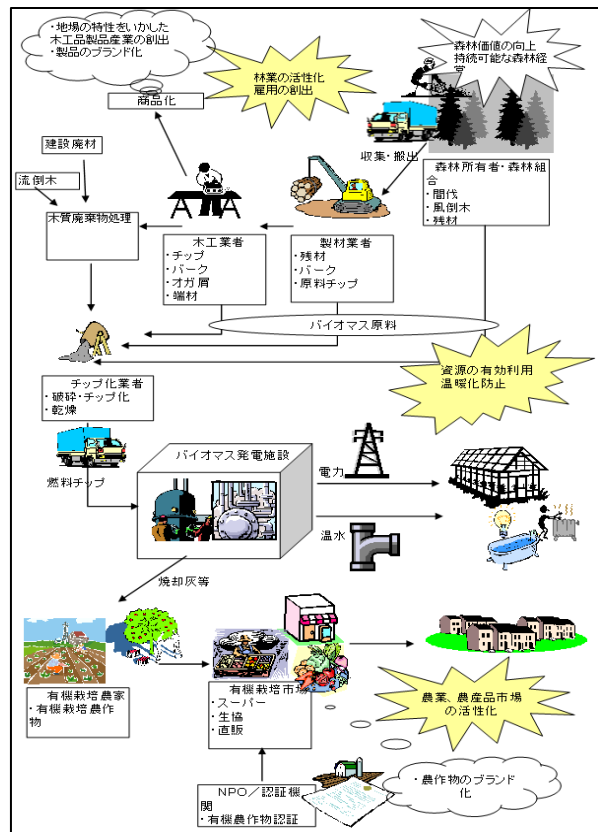 ・地場の特性をいかした
木工品製品産業の創出
・製品のブランド化
林業の活性化
雇用の創出
森林価値の向上
持続可能な森林経
営
商品化
建設廃材
流倒木
木質廃棄物処理
収集・搬出
森林所有者・森林組
合
・間伐
・風倒木
・残材
木工業者
・チップ
・バーク
・オガ屑
・端材
製材業者
・残材
・バーク
・原料チップ
バイオマス原料
資源の有効利用
温暖化防止
チップ化業者
・破砕・チップ化
・乾燥
燃料チップ
バイオマス発電施設
電力
温水
焼却灰等
有機栽培農家
・有機栽培農作
物
有機栽培市場
・スーパー
・生協
・直販
農業、農産品市場
の活性化
NPO／認証機
関
・有機農作物認証
・農作物のブランド
化